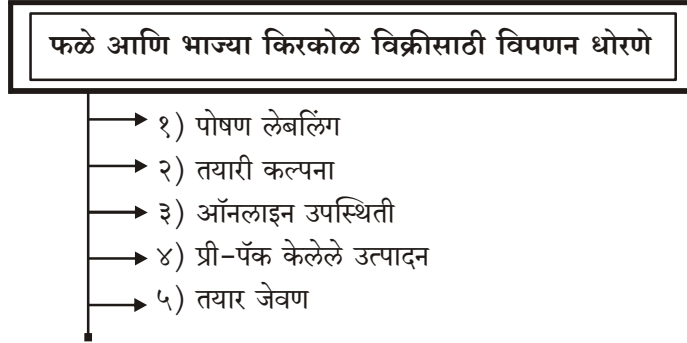 फळे आणि भाज्या किरकोळ विक्रीसाठी विपणन धोरणे
१) पोषण लेबलिंग
२) तयारी कल्पना
३) ऑनलाइन उपस्थिती
४) प्री-पॅक केलेले उत्पादन
५) तयार जेवण